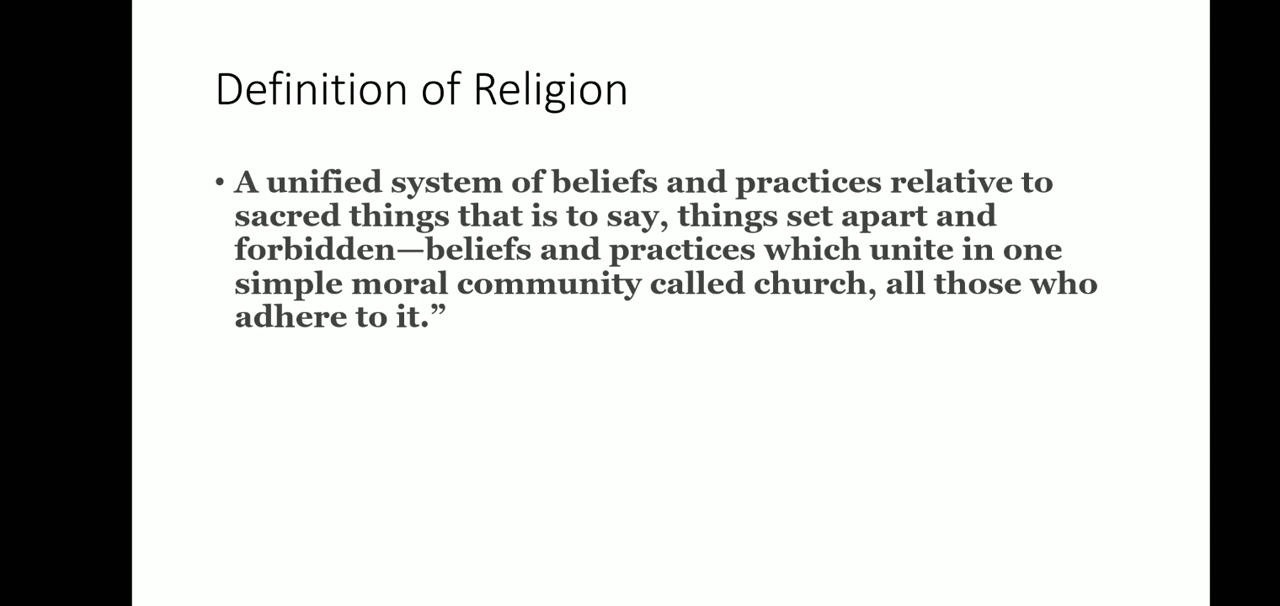 Definition of Religion
• A unified system of beliefs and practices relative to
sacred things that is to say, things set apart and
forbidden—beliefs and practices which unite in one
simple moral community called church, all those who
adhere to it.”